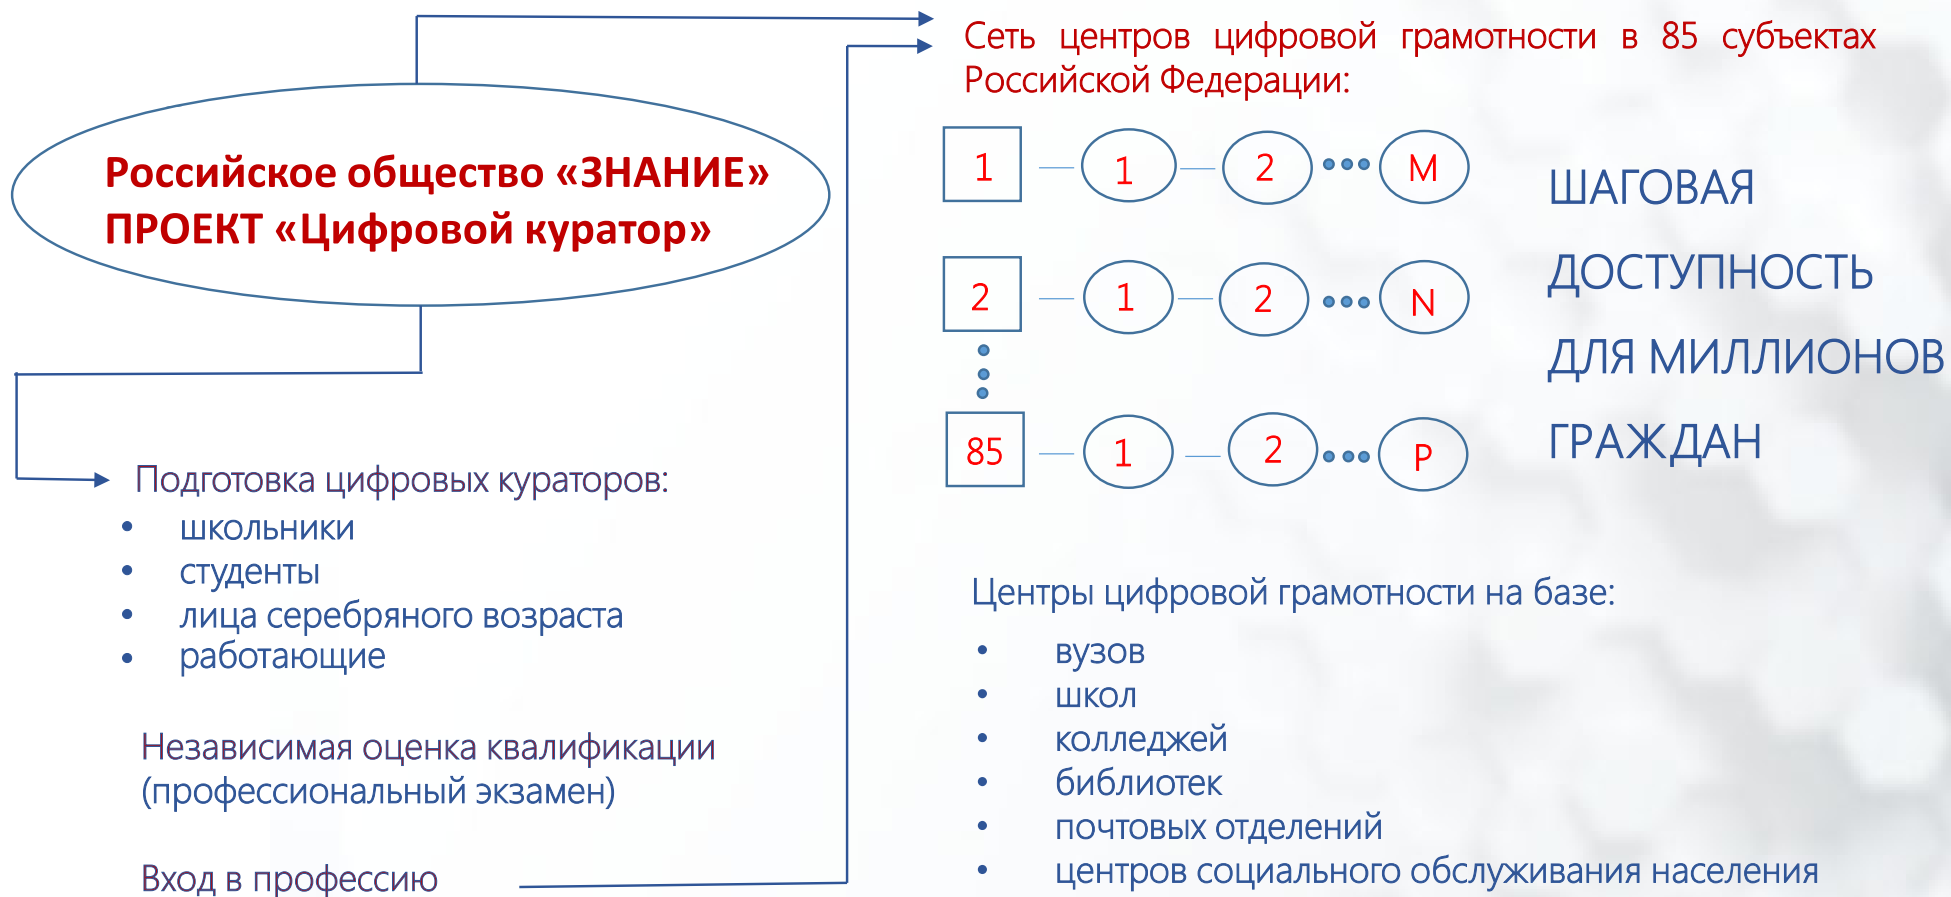 Российское общество «ЗНАНИЕ»
ПРОЕКТ «Цифровой куратор»
Подготовка цифровых кураторов:
• школьники
• студенты
• лица серебряного возраста
• работающие
Независимая оценка квалификации
(профессиональный экзамен)
Вход в профессию
Сеть центров цифровой грамотности в 85 субъектах
Российской Федерации:
1 1 2 M
2 1 2 N
85 1 2 P
ШАГОВАЯ
ДОСТУПНОСТЬ
ДЛЯ МИЛЛИОНОВ
ГРАЖДАН
Центры цифровой грамотности на базе:
• вузов
• школ
• колледжей
• библиотек
• почтовых отделений
• центров социального обслуживания населения